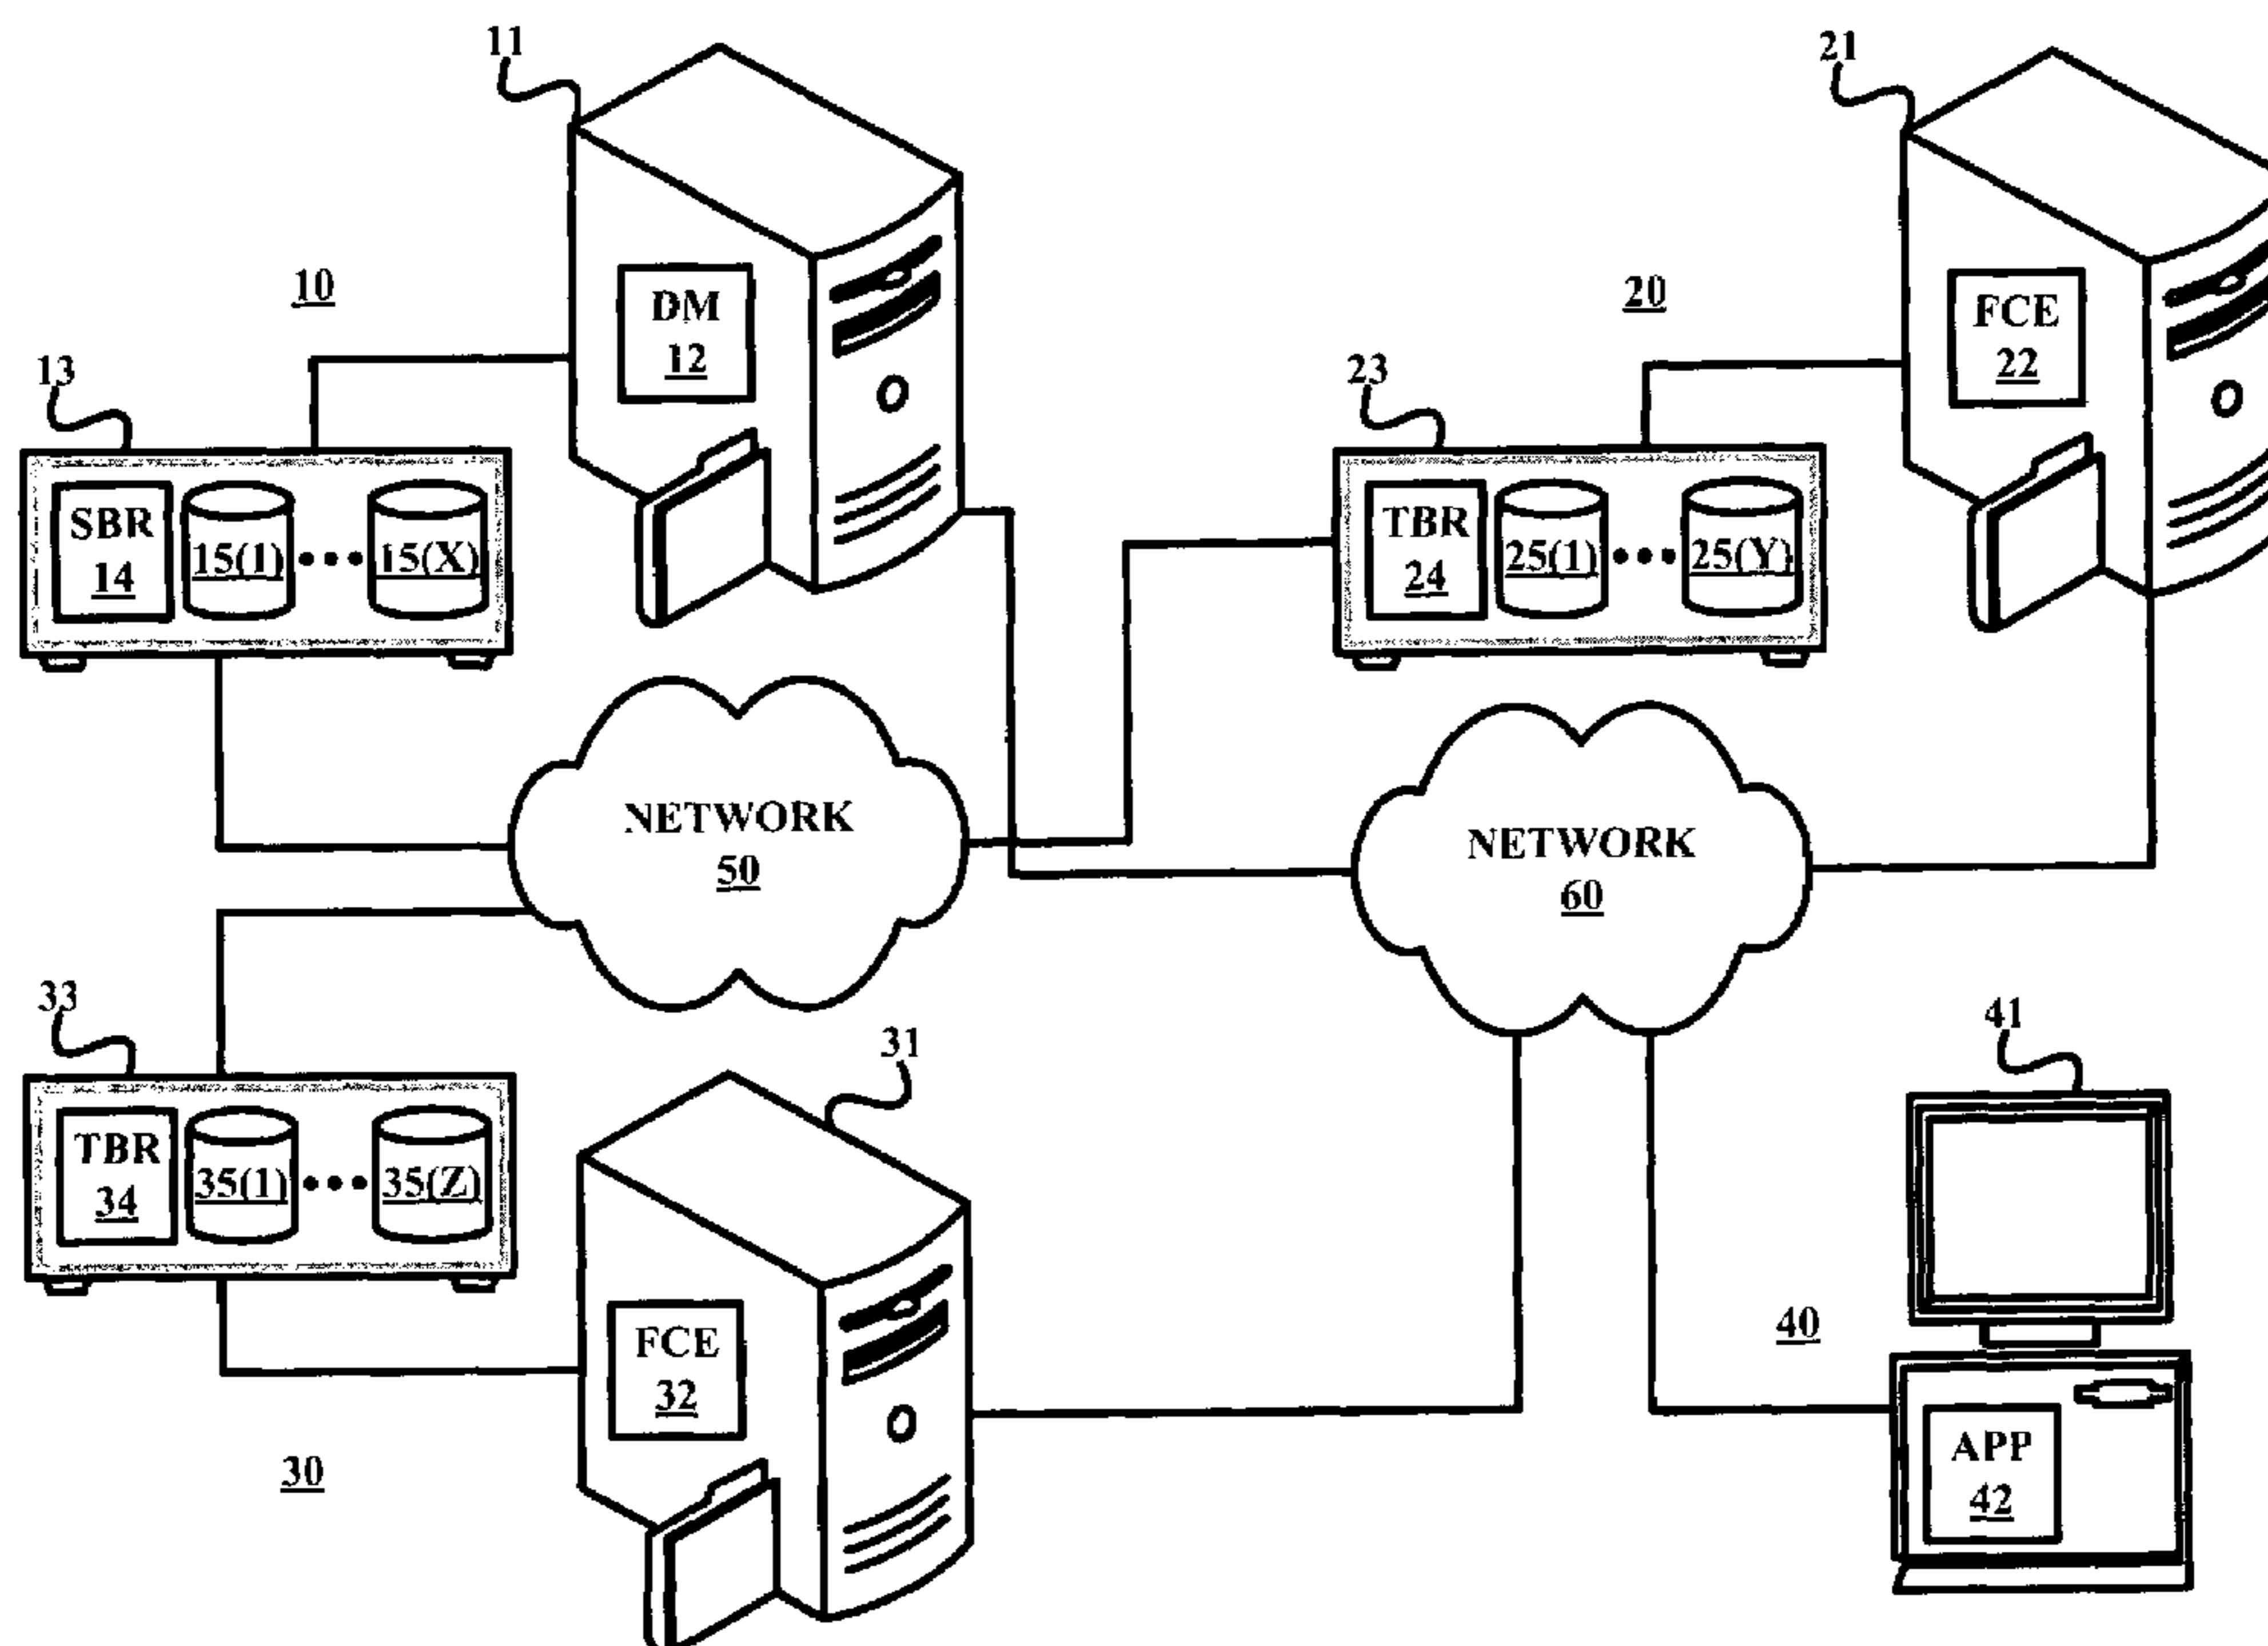 11
21
10
DM
12
20
FCE
22
13
23
SBR
14
15(1)
15(X)
TBR
24
25(1)
25(Y)
NETWORK
50
NETWORK
60
33
31
41
TBR
34
35(1)
35(Z)
FCE
32
40
30
APP
42